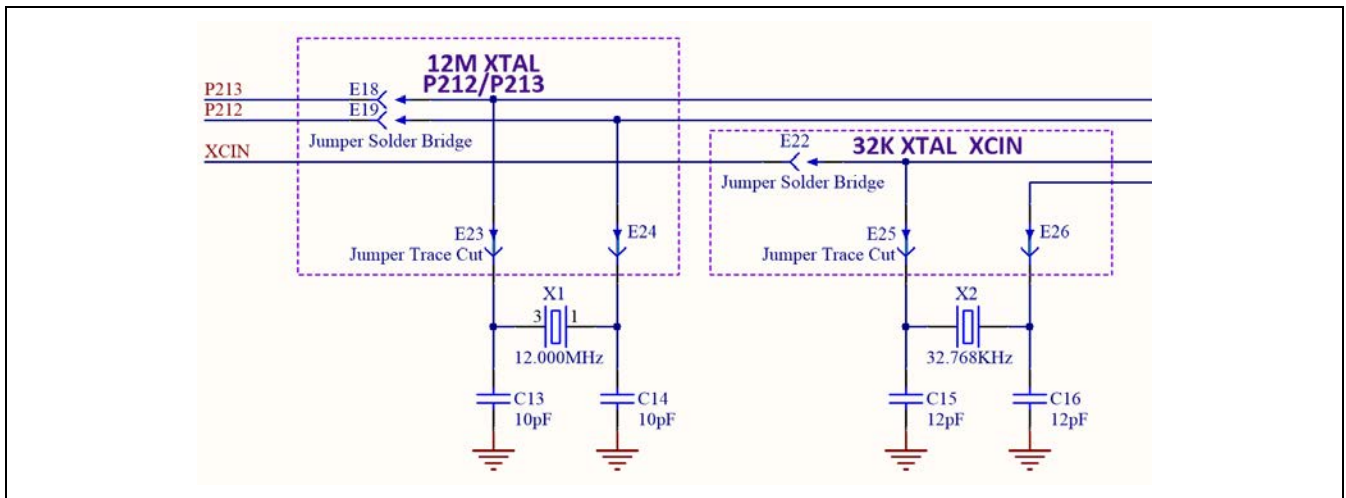 12M XTAL
P212/P213
P213
E18
P212
E19
Jumper Solder Bridge
XCIN
E22
32K XTAL XCIN
Jumper Solder Bridge
E23
E24
Jumper Trace Cut
E25
E26
Jumper Trace Cut
X1
3
1
12.000MHz
X2
32.768KHz
C13
10pF
C14
10pF
C15
12pF
C16
12pF